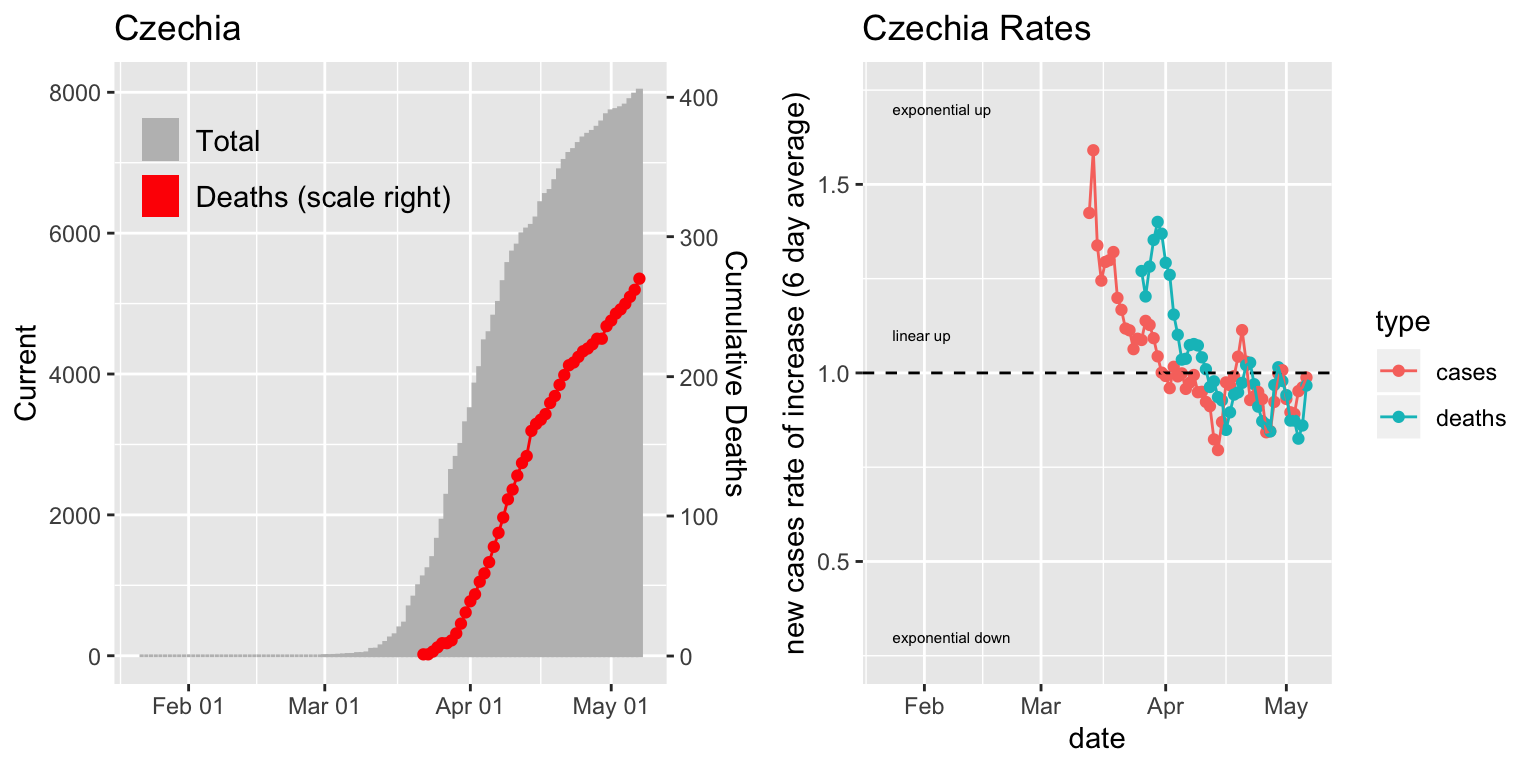 Czechia
Current
8000
6000
4000
2000
0
Total
Deaths (scale right)
400
300
200
100
0
Cumulative Deaths
Feb 01
Mar 01
Apr 01
May 01
Czechia Rates
new cases rate of increase (6 day average)
1.5
1.0
0.5
exponential up
linear up
exponential down
Feb
Mar
Apr
May
date
type
cases
deaths